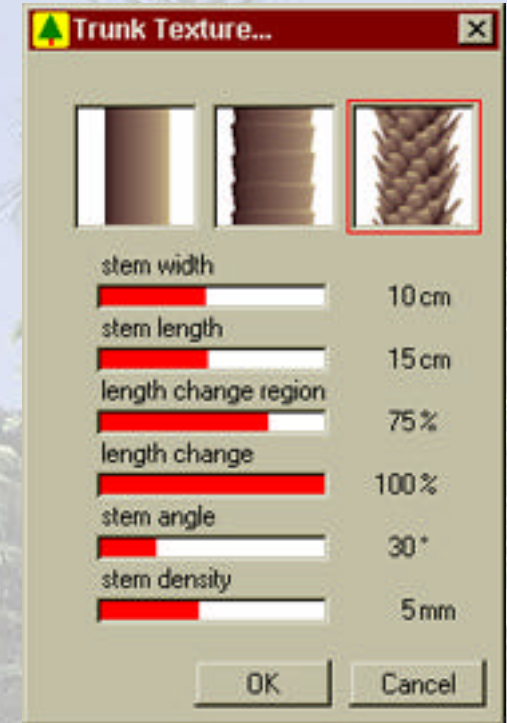 Trunk Texture...
stem width
10 cm
stem length
15 cm
length change region
75 %
length change
100 %
stem angle
30 °
stem density
5 mm
OK Cancel